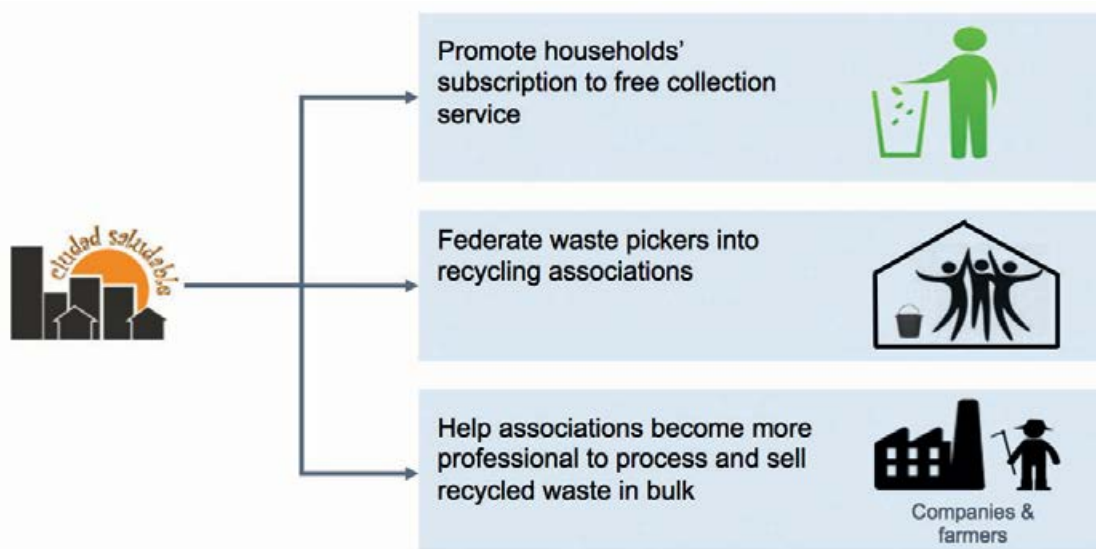 Promote households'
subscription to free collection
service
ciudad saludable
Federate waste pickers into
recycling associations
Help associations become more
professional to process and sell
recycled waste in bulk
Companies &
farmers